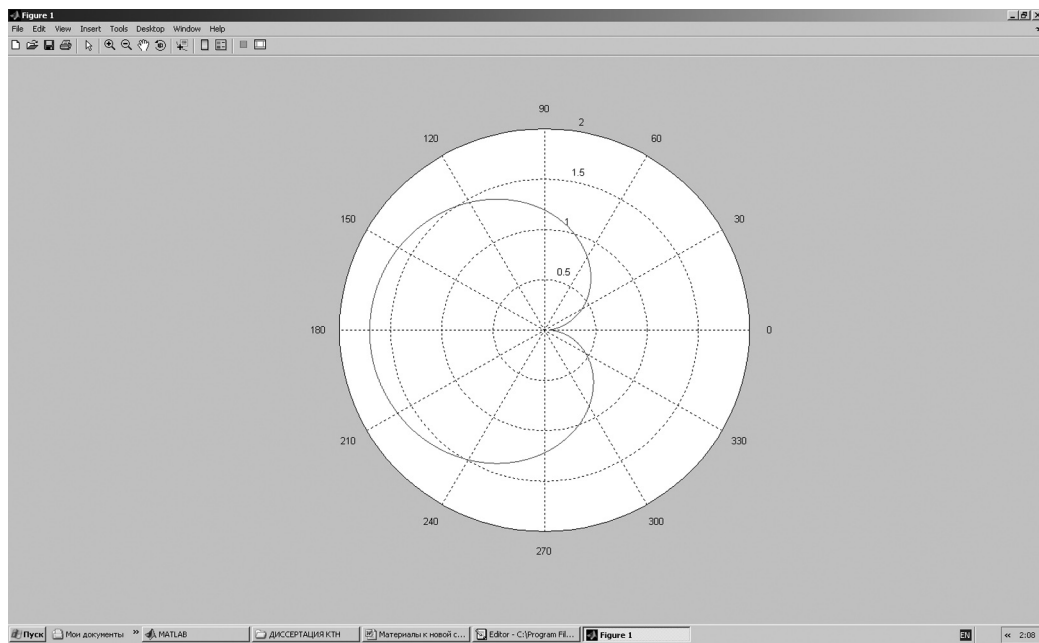 Figure 1
File Edit View Insert Tools Desktop Window Help
90
120
2
60
1.5
150
1
30
0.5
180
0
210
330
240
300
270
Пуск
Мои документы
»
MATLAB
ДИССЕРТАЦИЯ КТН
Материалы к новой с...
Editor - C:\Program Fil...
Figure 1
EN
«
2:08